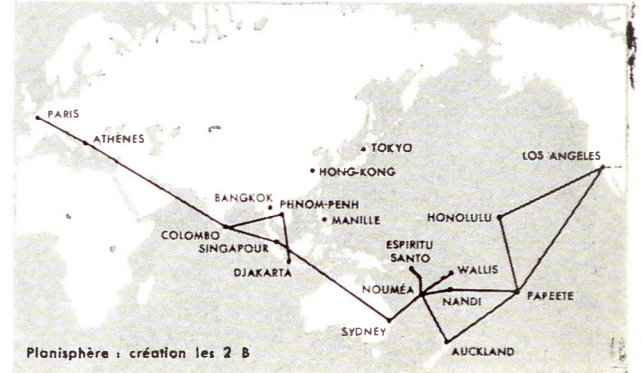 PARIS
ATHÈNES
TOKYO
HONG-KONG
LOS ANGELES
BANGKOK
PHNOM-PENH
MANILLE
HONOLULU
COLOMBO
SINGAPOUR
DJAKARTA
ESPIRITU
SANTO
WALLIS
NOUMÉA
NANDI
PAPEETE
SYDNEY
AUCKLAND
Planisphère : création les 2 B